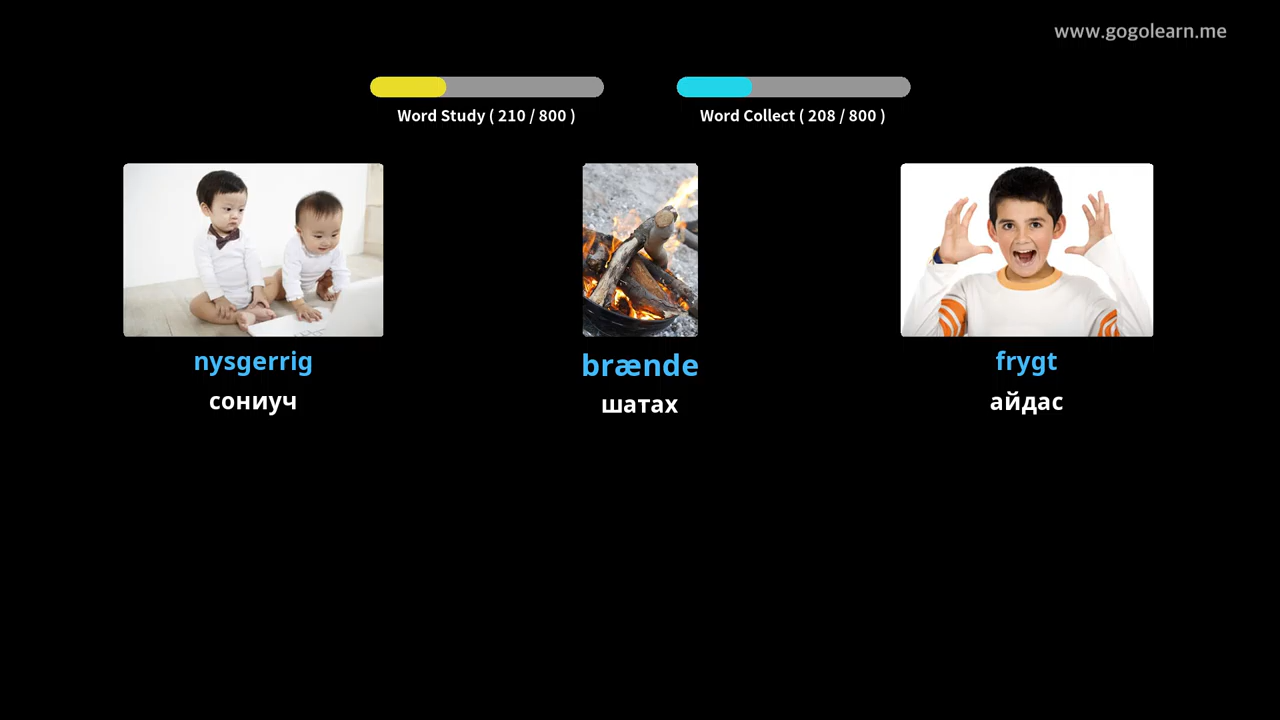 www.gogolearn.me
Word Study ( 210 / 800 )
Word Collect ( 208 / 800 )
nysgerrig
сониуч
brænde
шатах
frygt
айдас